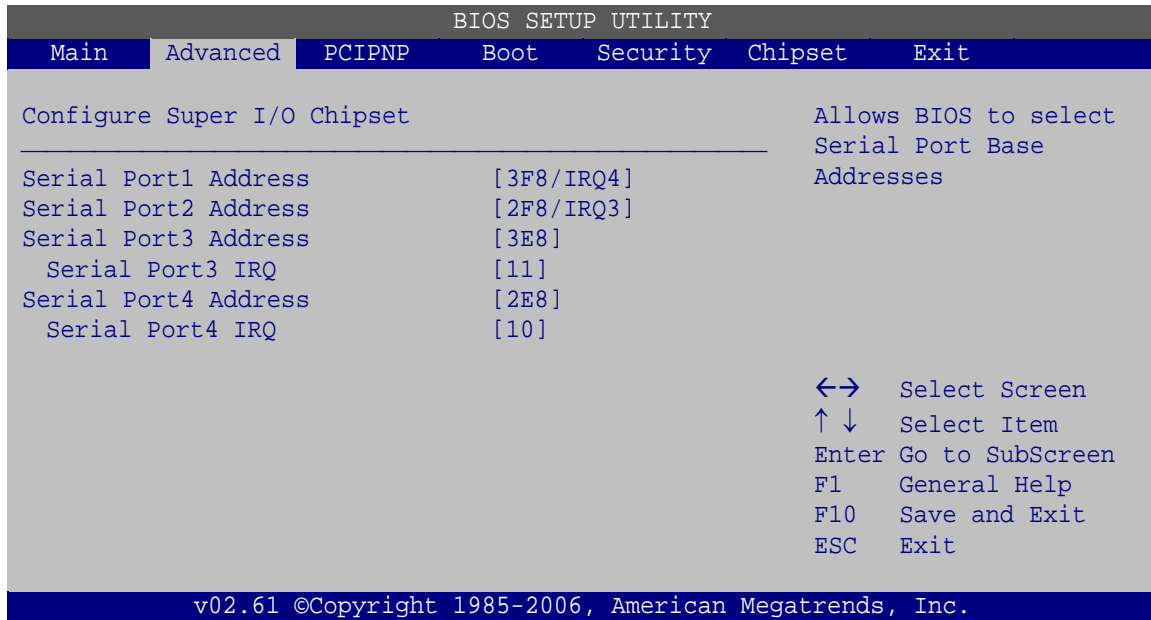 BIOS SETUP UTILITY
Main Advanced PCIPNP Boot Security Chipset Exit
Configure Super I/O Chipset
Serial Port1 Address [3F8/IRQ4]
Serial Port2 Address [2F8/IRQ3]
Serial Port3 Address [3E8]
Serial Port3 IRQ [11]
Serial Port4 Address [2E8]
Serial Port4 IRQ [10]
Allows BIOS to select
Serial Port Base
Addresses
←→ Select Screen
↑ ↓ Select Item
Enter Go to SubScreen
F1 General Help
F10 Save and Exit
ESC Exit
v02.61 ©Copyright 1985-2006, American Megatrends, Inc.